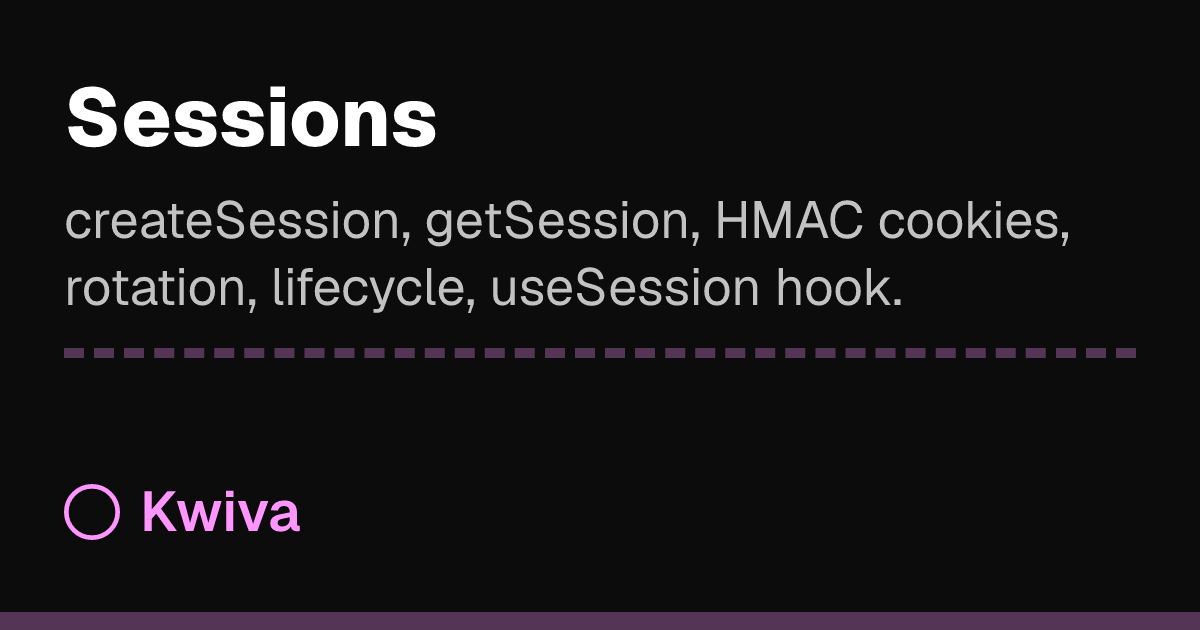 Sessions
createSession, getSession, HMAC cookies,
rotation, lifecycle, useSession hook.
Kwiva